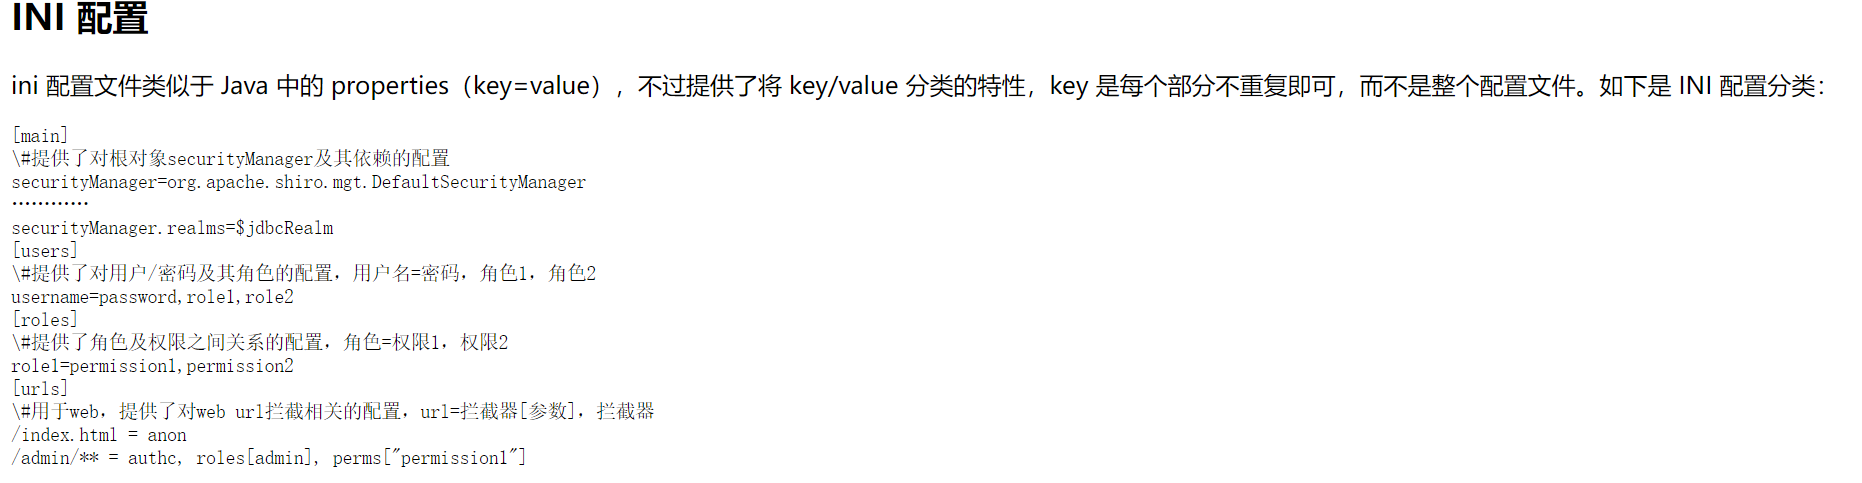 INI 配置
ini 配置文件类似于 Java 中的 properties（key=value），不过提供了将 key/value 分类的特性，key 是每个部分不重复即可，而不是整个配置文件。如下是 INI 配置分类：
[main]
\#提供了对根对象securityManager及其依赖的配置
securityManager=org.apache.shiro.mgt.DefaultSecurityManager
…………
securityManager.realms=$jdbcRealm
[users]
\#提供了对用户/密码及其角色的配置，用户名=密码，角色1，角色2
username=password,role1,role2
[roles]
\#提供了角色及权限之间关系的配置，角色=权限1，权限2
role1=permission1,permission2
[urls]
\#用于web，提供了对web url拦截相关的配置，url=拦截器[参数]，拦截器
/index.html = anon
/admin/** = authc, roles[admin], perms["permission1"]